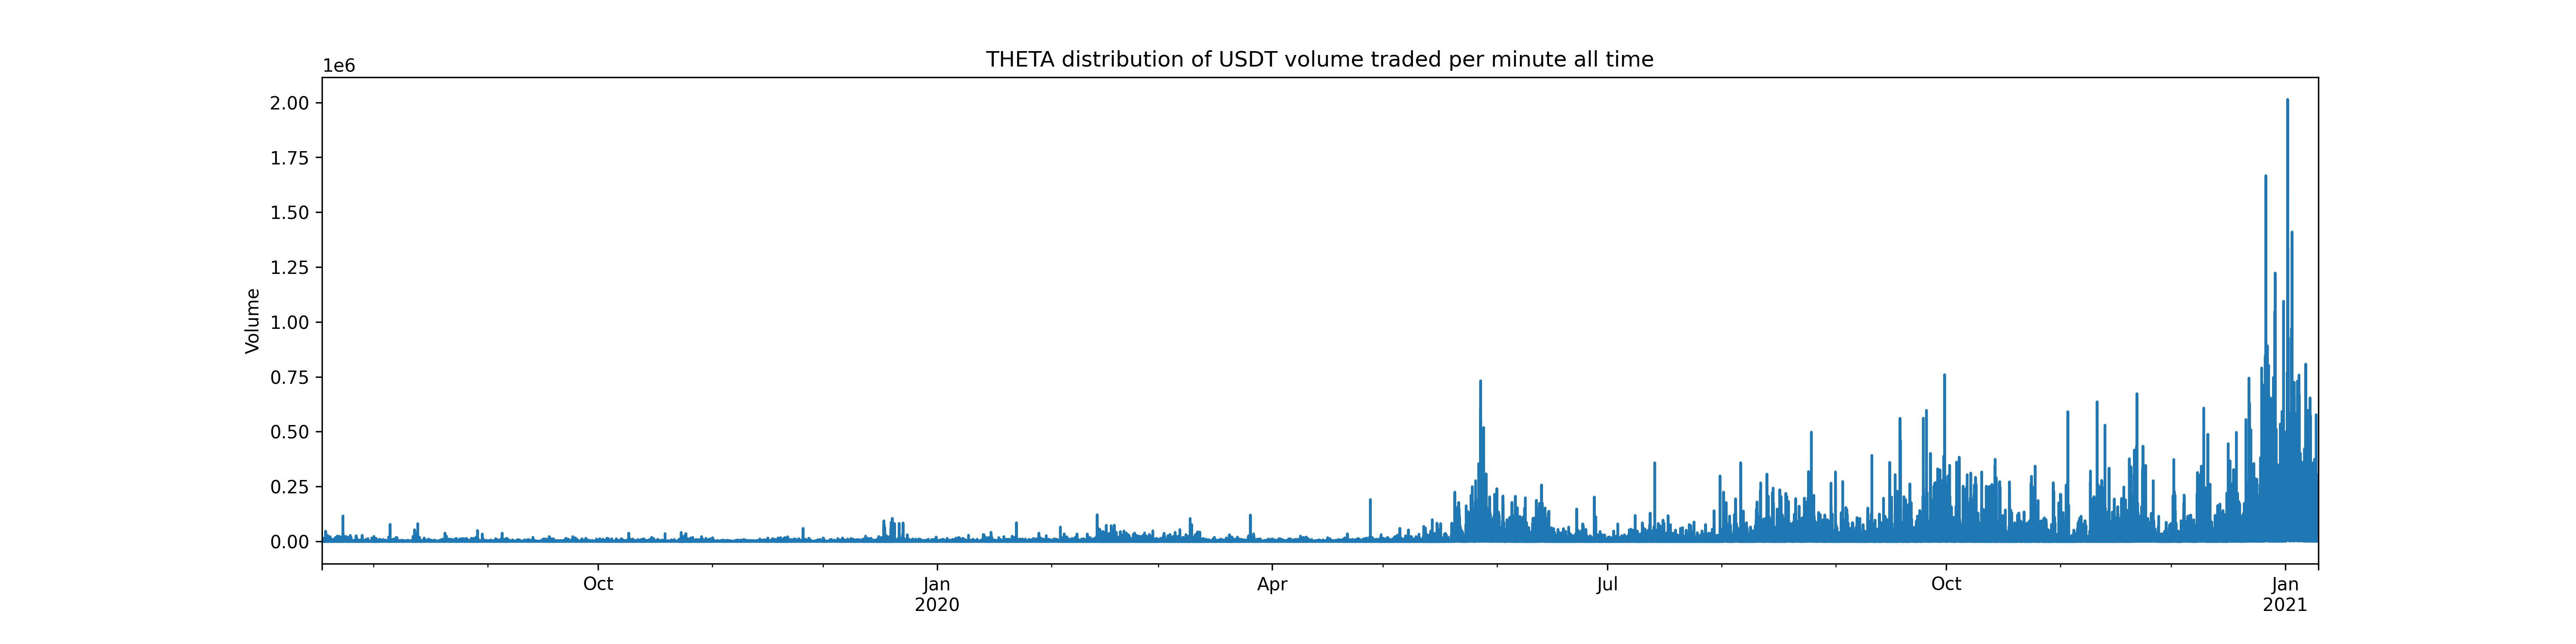 THETA distribution of USDT volume traded per minute all time
1e6
2.00
1.75
1.50
1.25
1.00
0.75
0.50
0.25
0.00
Volume
Oct
Jan
2020
Apr
Jul
Oct
Jan
2021